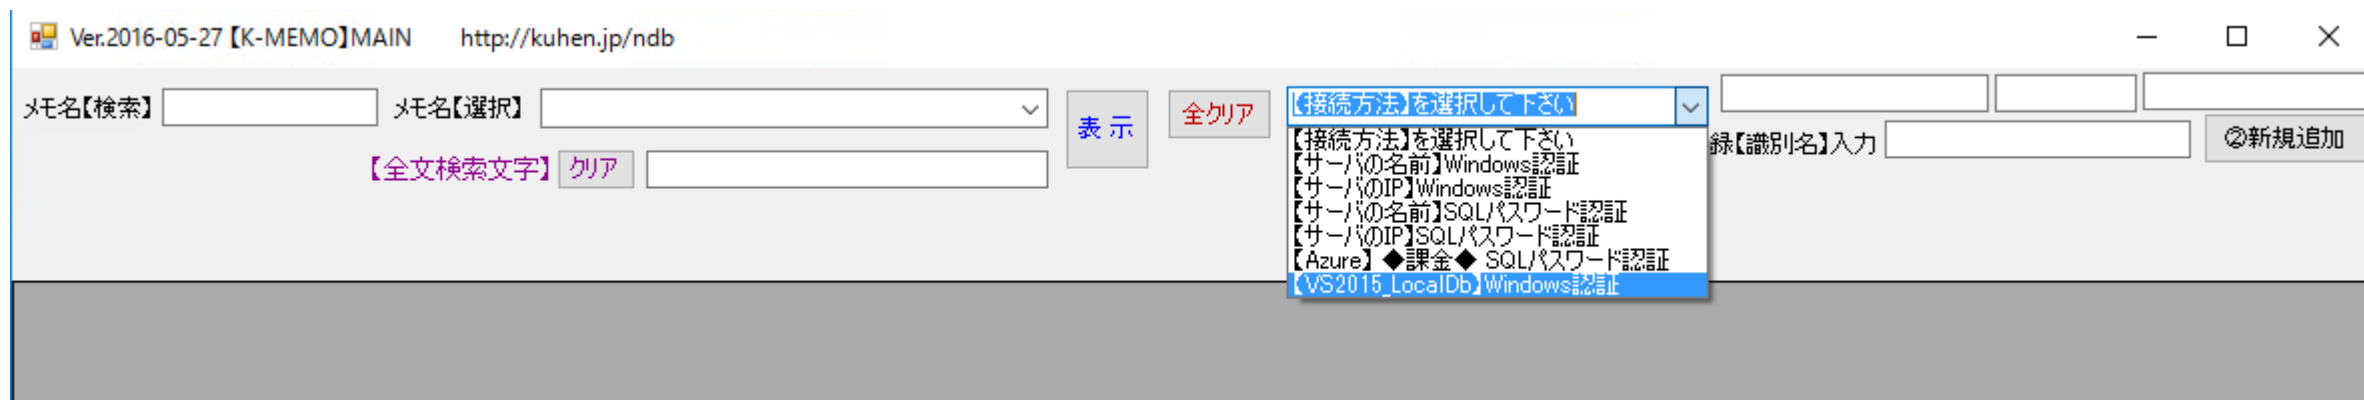 Ver.2016-05-27【K-MEMO】MAIN http://kuhen.jp/ndb
メモ名【検索】 メモ名【選択】
表 示
全クリア
【接続方法】を選択して下さい
【接続方法】を選択して下さい
【サーバの名前】Windows認証
【サーバのIP】Windows認証
【サーバの名前】SQLパスワード認証
【サーバのIP】SQLパスワード認証
【Azure】◆課金◆ SQLパスワード認証
【VS2015_LocalDb】Windows認証
録【識別名】入力
②新規追加
【全文検索文字】 クリア